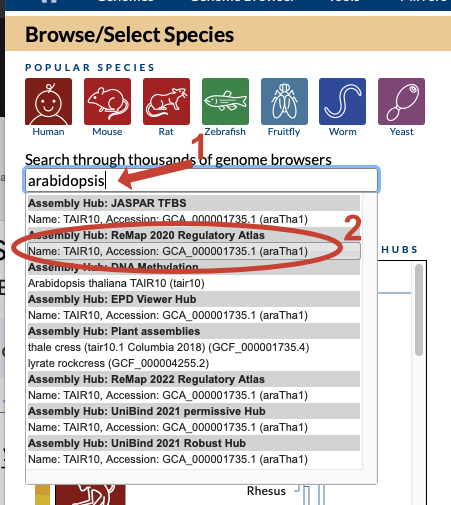 Browse/Select Species
POPULAR SPECIES
Human Mouse Rat Zebrafish Fruitfly Worm Yeast
1
Search through thousands of genome browsers
arabidopsis
Assembly Hub: JASPAR TFBS
Name: TAIR10, Accession: GCA_000001735.1 (araTha1)
Assembly Hub: ReMap 2020 Regulatory Atlas
2
Name: TAIR10, Accession: GCA_000001735.1 (araTha1)
HUBS
Assembly Hub: DNA Methylation
Arabidopsis thaliana TAIR10 (tair10)
Assembly Hub: EPD Viewer Hub
Name: TAIR10, Accession: GCA_000001735.1 (araTha1)
Assembly Hub: Plant assemblies
thale cress (tair10.1 Columbia 2018) (GCF_000001735.4)
lyrate rockcress (GCF_000004255.2)
Assembly Hub: ReMap 2022 Regulatory Atlas
Name: TAIR10, Accession: GCA_000001735.1 (araTha1)
Assembly Hub: UniBind 2021 permissive Hub
Name: TAIR10, Accession: GCA_000001735.1 (araTha1)
Assembly Hub: UniBind 2021 Robust Hub
Name: TAIR10, Accession: GCA_000001735.1 (araTha1)
Rhesus